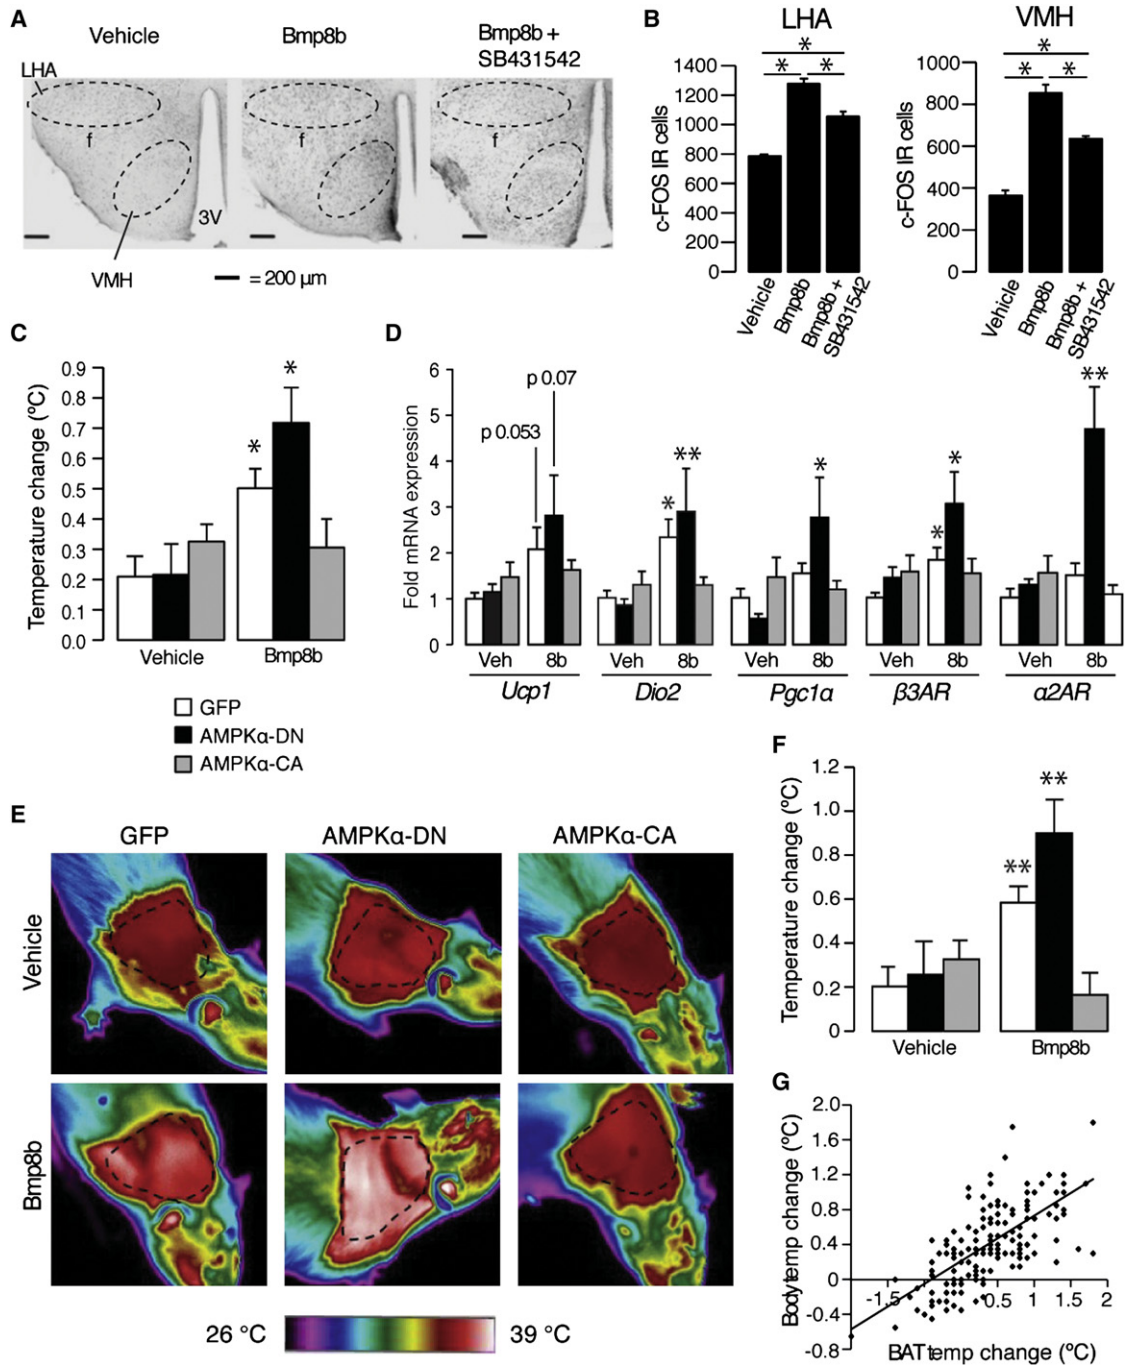 A
Vehicle
Bmp8b
Bmp8b +
SB431542
LHA
f
f
f
3V
VMH
= 200 µm
B
LHA
VMH
*
* *
*
* *
c-FOS IR cells
1400
1200
1000
800
600
400
200
0
Vehicle
Bmp8b
Bmp8b +
SB431542
c-FOS IR cells
1000
800
600
400
200
0
Vehicle
Bmp8b
Bmp8b +
SB431542
C
Temperature change (ºC)
0.9
0.8
0.7
0.6
0.5
0.4
0.3
0.2
0.1
0.0
* *
Vehicle Bmp8b
GFP
AMPKα-DN
AMPKα-CA
D
Fold mRNA expression
6
5
4
3
2
1
0
p 0.053
p 0.07
* **
*
* *
**
Veh 8b Veh 8b Veh 8b Veh 8b Veh 8b
Ucp1 Dio2 Pgc1α β3AR α2AR
E
GFP AMPKα-DN AMPKα-CA
Vehicle
Bmp8b
26 °C 39 °C
F
Temperature change (ºC)
1.2
1.0
0.8
0.6
0.4
0.2
0
** **
Vehicle Bmp8b
G
Body temp change (ºC)
2.0
1.6
1.2
0.8
0.4
0
-0.4
-0.8
-1.5 0.5 1 1.5 2
BAT temp change (ºC)